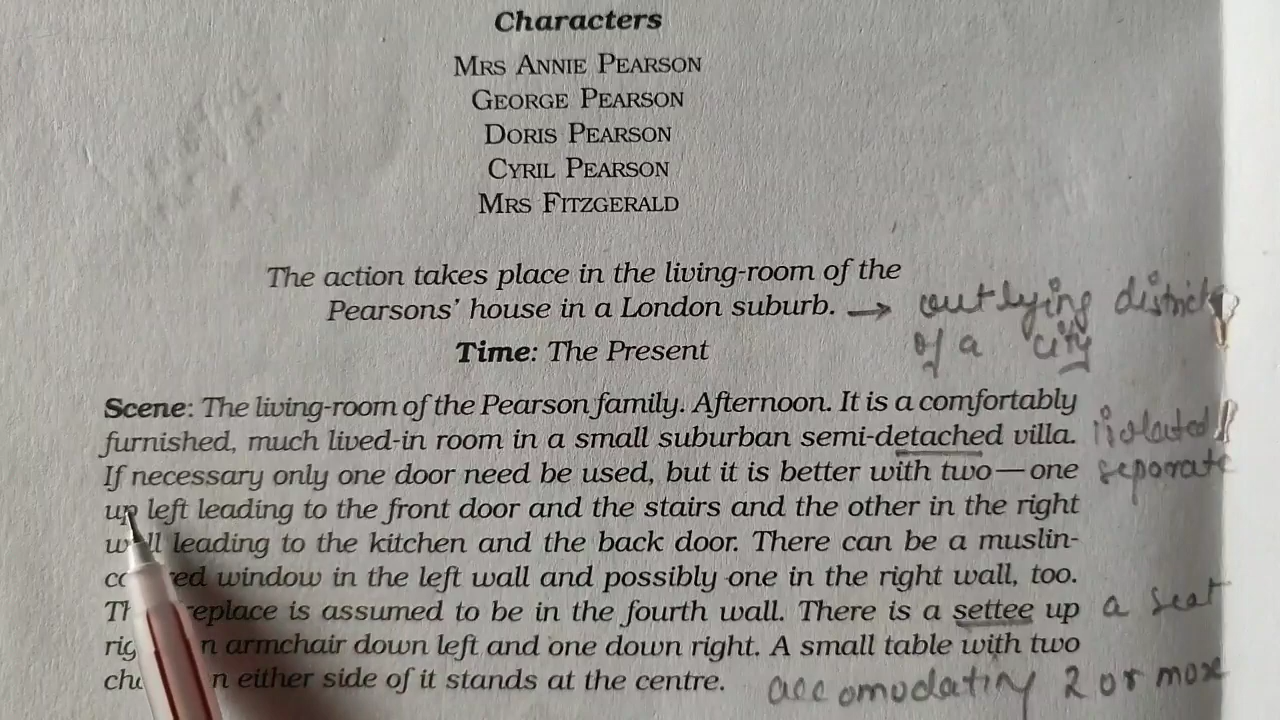 Characters
MRS ANNIE PEARSON
GEORGE PEARSON
DORIS PEARSON
CYRIL PEARSON
MRS FITZGERALD
The action takes place in the living-room of the
Pearsons' house in a London suburb. → outlying district
of a city
Time: The Present
Scene: The living-room of the Pearson family. Afternoon. It is a comfortably
furnished, much lived-in room in a small suburban semi-detached villa. isolated/
If necessary only one door need be used, but it is better with two—one separate
up left leading to the front door and the stairs and the other in the right
wall leading to the kitchen and the back door. There can be a muslin-
window in the left wall and possibly one in the right wall, too.
is assumed to be in the fourth wall. There is a settee up a seat
armchair down left and one down right. A small table with two
either side of it stands at the centre. accomodating 2 or more